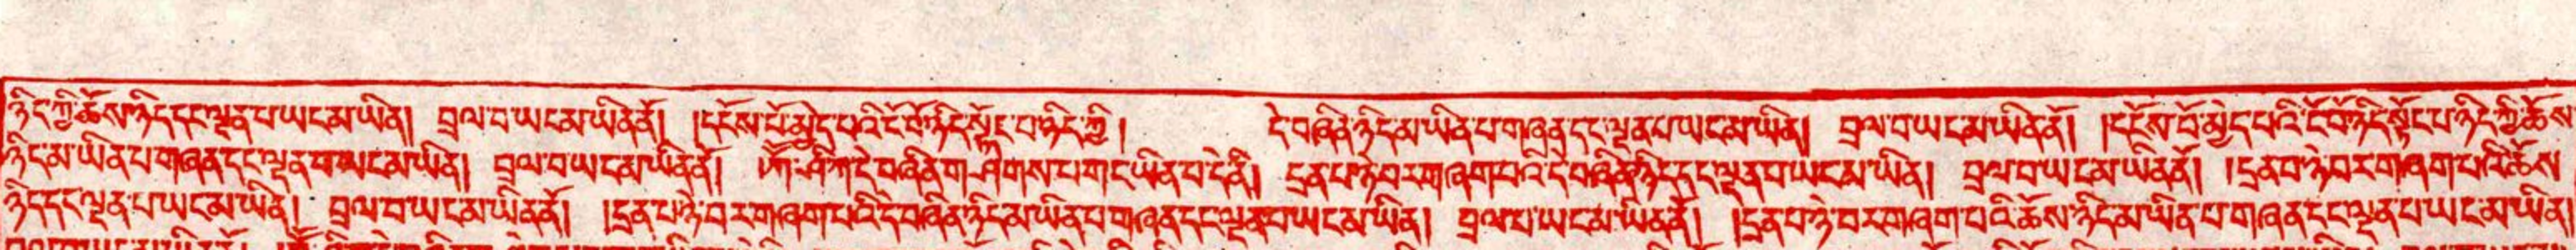 ཉིད་ཀྱི་ཆོས་ཉིད་དང་ལྡན་པ་ཡང་མ་ཡིན། བྲལ་བ་ཡང་མ་ཡིན་ནོ། །དངོས་པོ་མེད་པའི་ངོ་བོ་ཉིད་སྟོང་པ་ཉིད་ཀྱི། དེ་བཞིན་ཉིད་མ་ཡིན་པ་གཞན་དང་ལྡན་པ་ཡང་མ་ཡིན། བྲལ་བ་ཡང་མ་ཡིན་ནོ། །དངོས་པོ་མྱེད་པའི་ངོ་བོ་ཉིད་སྟོང་པ་ཉིད་ཀྱི་ཆོས་
ཉིད་མ་ཡིན་པ་གཞན་དང་ལྡན་པ་ཡང་མ་ཡིན། བྲལ་བ་ཡང་མ་ཡིན་ནོ། ཀོ་ཤི་ཀ་དེ་བཞིན་གཤེགས་པ་གང་ཡིན་པ་དེ་ནི། དྲན་པ་ཉེ་བར་གཞག་པའི་དེ་བཞིན་ཉིད་དང་ལྡན་པ་ཡང་མ་ཡིན། བྲལ་བ་ཡང་མ་ཡིན་ནོ། །དྲན་པ་ཉེ་བར་གཞག་པའི་ཆོས་
ཉིད་དང་ལྡན་པ་ཡང་མ་ཡིན། བྲལ་བ་ཡང་མ་ཡིན་ནོ། །དྲན་པ་ཉེ་བར་གཞག་པའི་དེ་བཞིན་ཉིད་མ་ཡིན་པ་གཞན་དང་ལྡན་པ་ཡང་མ་ཡིན། བྲལ་བ་ཡང་མ་ཡིན་ནོ། །དྲན་པ་ཉེ་བར་གཞག་པའི་ཆོས་ཉིད་མ་ཡིན་པ་གཞན་དང་ལྡན་པ་ཡང་མ་ཡིན།